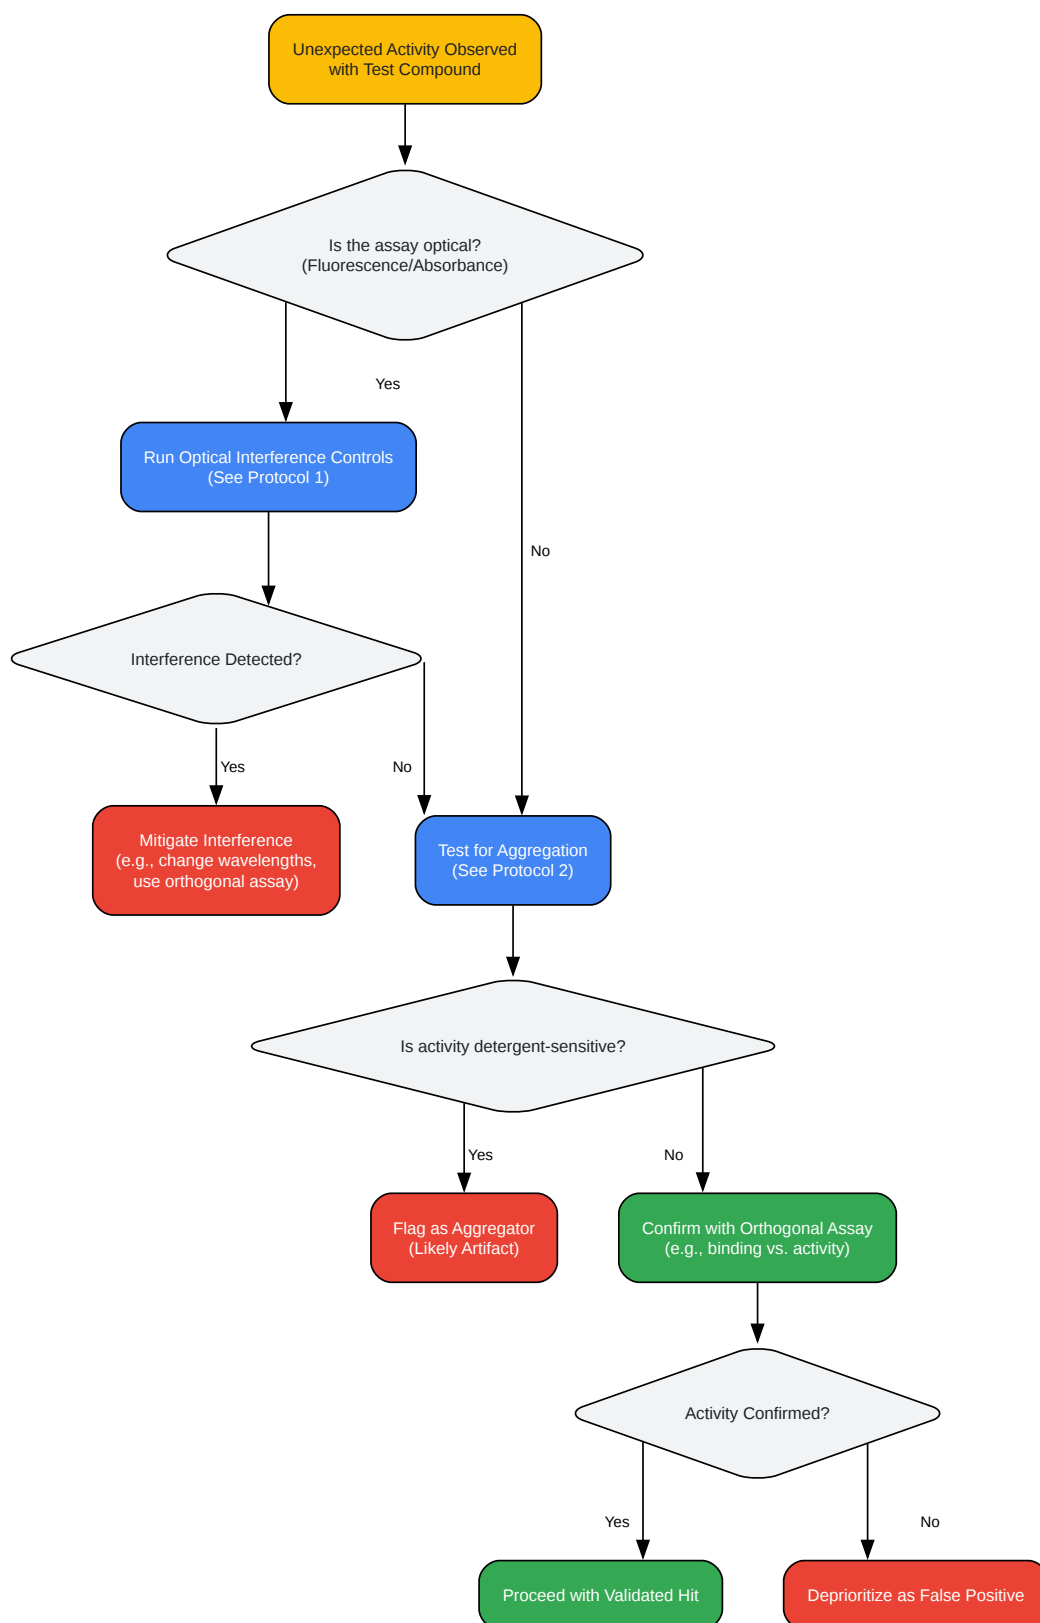 Unexpected Activity Observed
with Test Compound
Is the assay optical?
(Fluorescence/Absorbance)
Yes
Run Optical Interference Controls
(See Protocol 1)
No
Interference Detected?
Yes
No
Mitigate Interference
(e.g., change wavelengths,
use orthogonal assay)
Test for Aggregation
(See Protocol 2)
Is activity detergent-sensitive?
Yes
No
Flag as Aggregator
(Likely Artifact)
Confirm with Orthogonal Assay
(e.g., binding vs. activity)
Activity Confirmed?
Yes
No
Proceed with Validated Hit
Deprioritize as False Positive